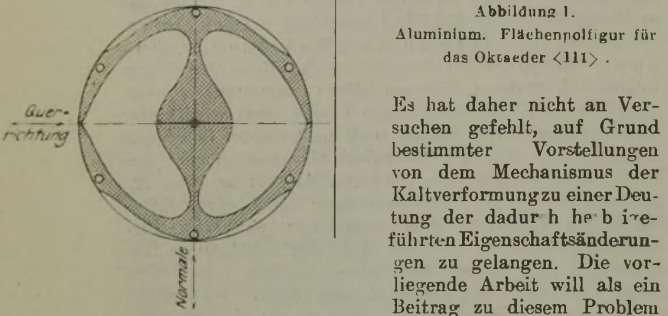 Quer-
richtung
Normale
Abbildung 1.
Aluminium. Flächenpolfigur für
das Oktaeder <111> .
Es hat daher nicht an Ver-
suchen gefehlt, auf Grund
bestimmter Vorstellungen
von dem Mechanismus der
Kaltverformung zu einer Deu-
tung der
führten Eigenschaftsänderun-
gen zu gelangen. Die vor-
liegende Arbeit will als ein
Beitrag zu diesem Problem